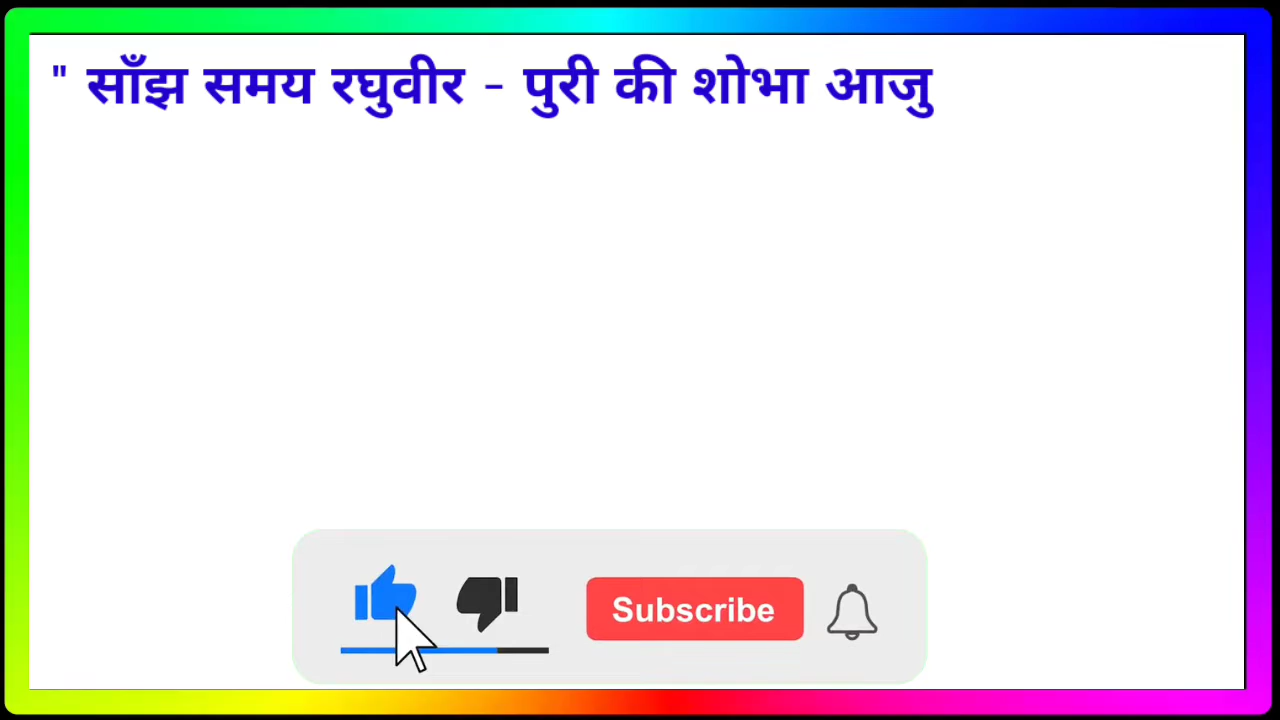 " साँझ समय रघुवीर - पुरी की शोभा आजु
Subscribe